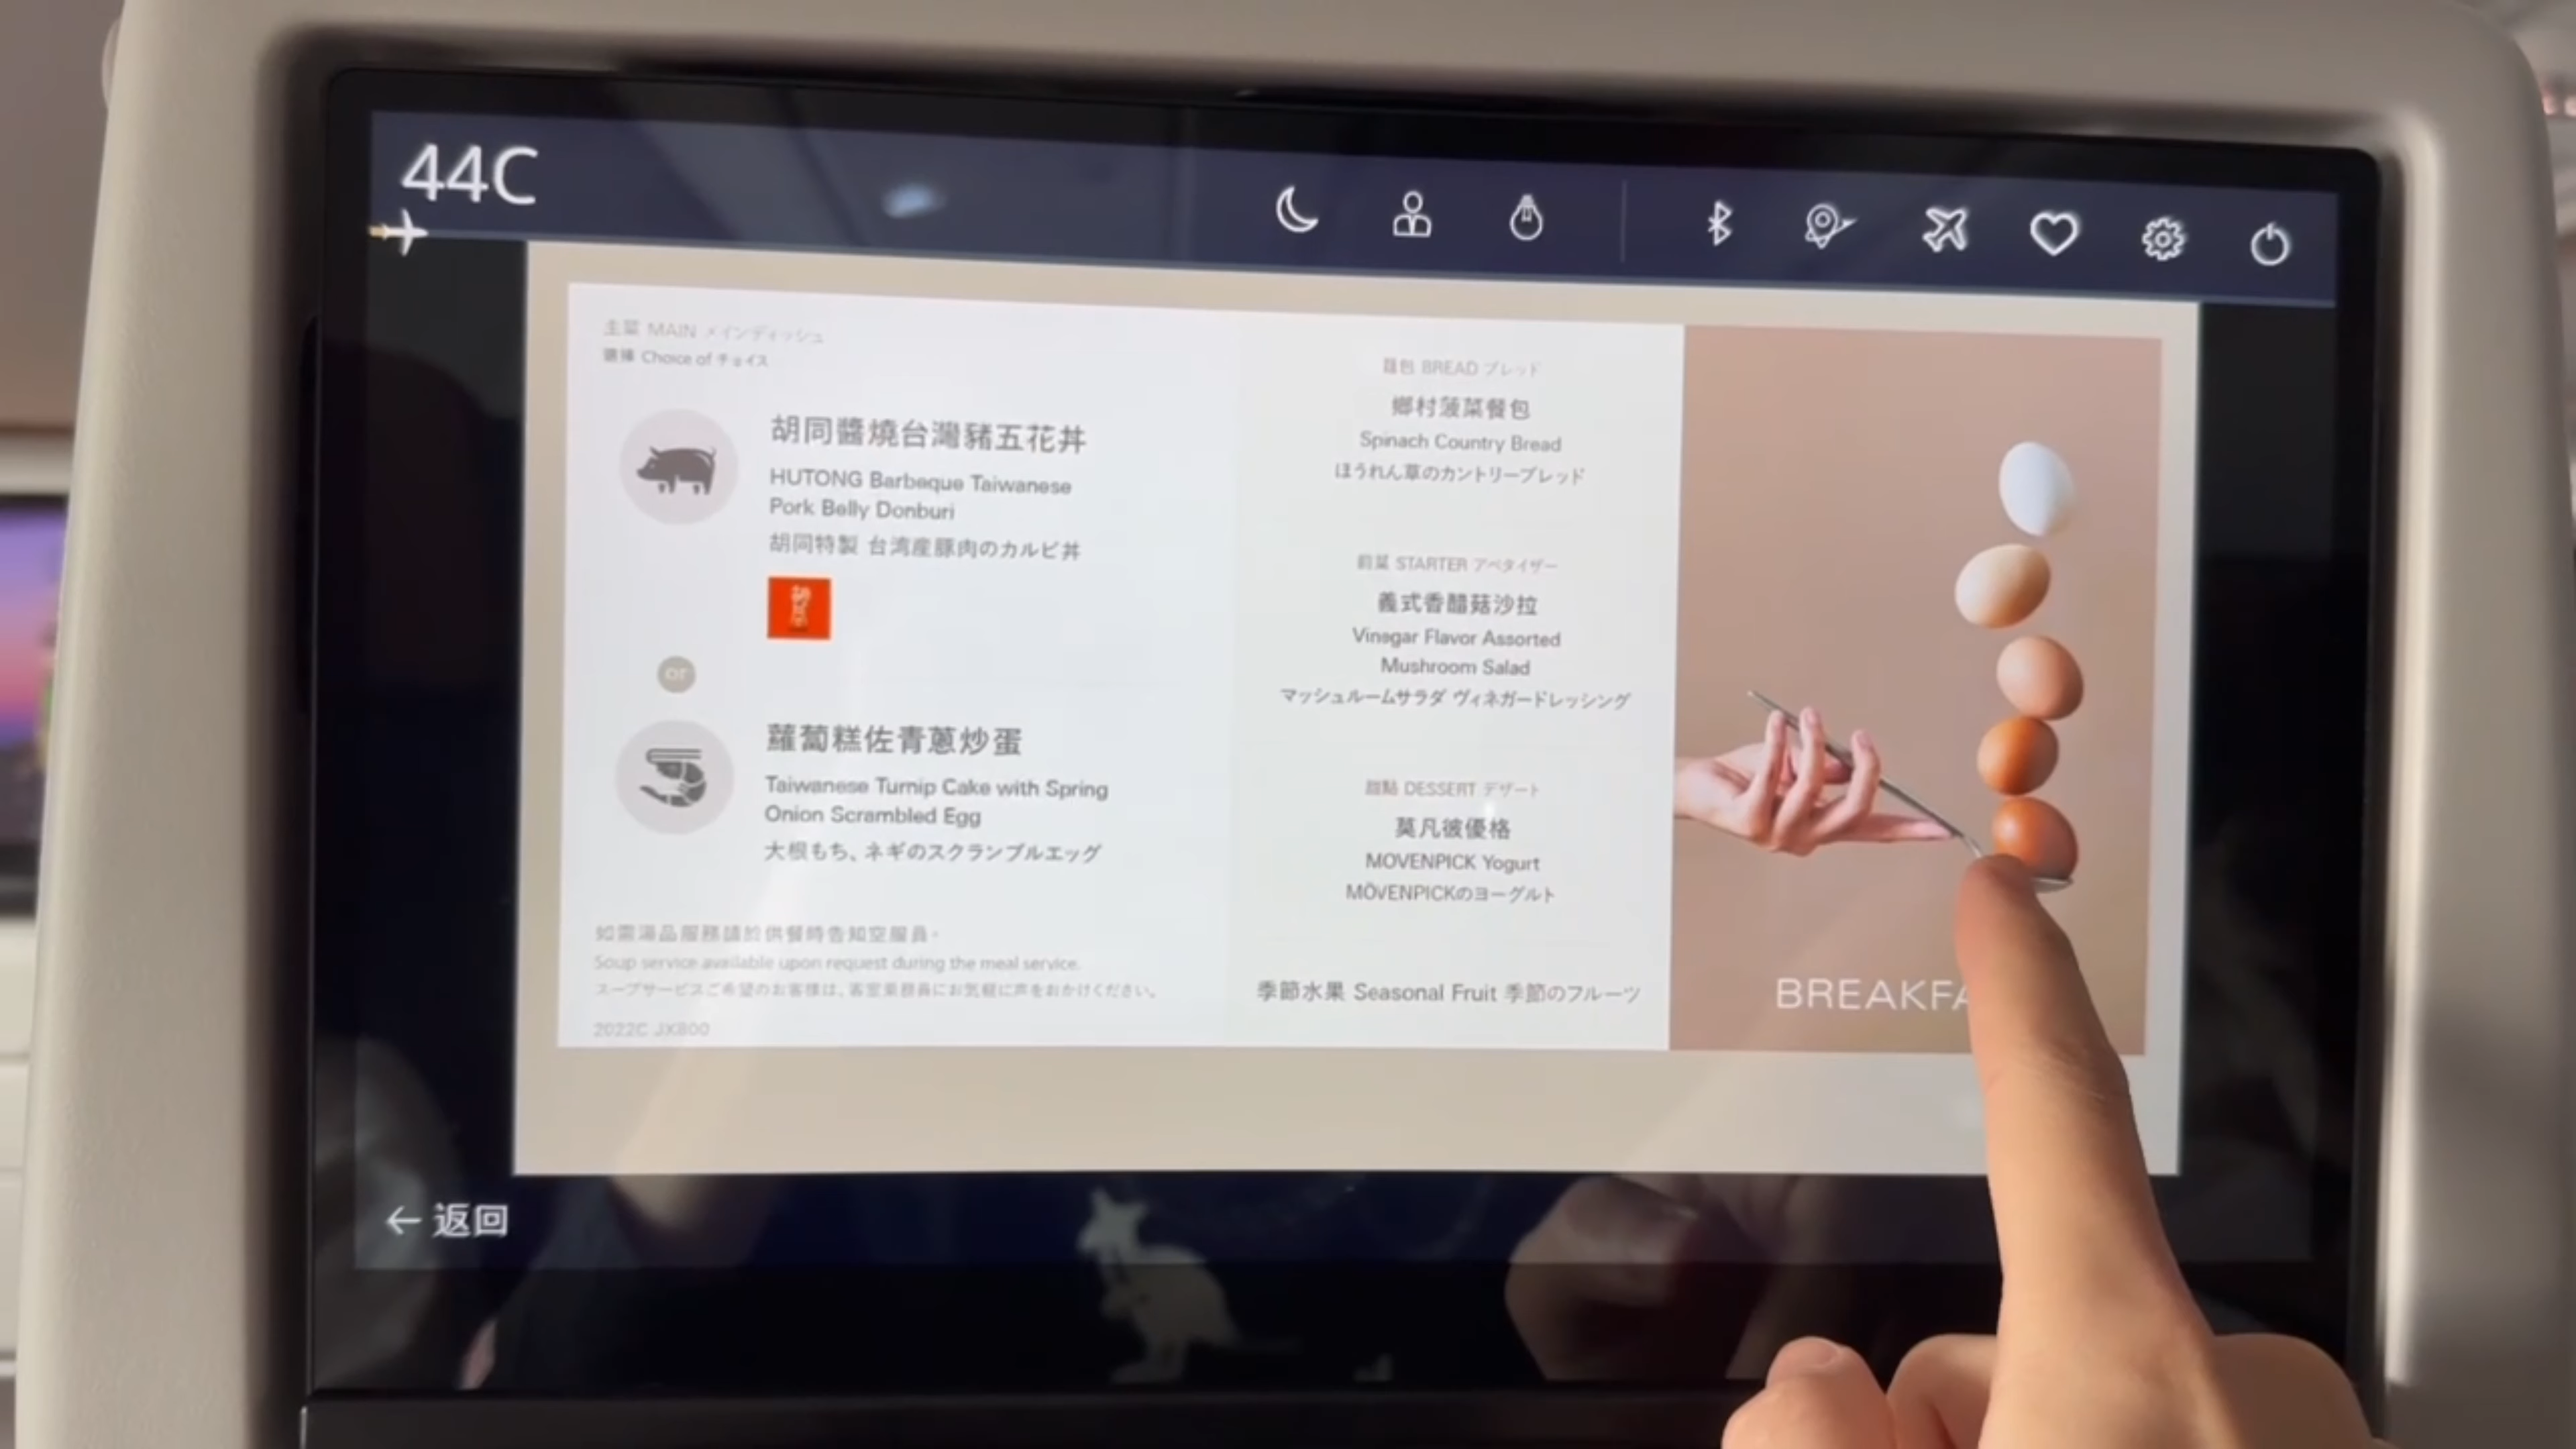 44C
主菜 MAIN メインディッシュ
選擇 Choice of チョイス
胡同醬燒台灣豬五花丼
HUTONG Barbeque Taiwanese
Pork Belly Donburi
胡同特製 台湾産豚肉のカルビ丼
胡同
or
蘿蔔糕佐青蔥炒蛋
Taiwanese Turnip Cake with Spring
Onion Scrambled Egg
大根もち、ネギのスクランブルエッグ
如需湯品服務請於供餐時告知空服員。
Soup service available upon request during the meal service.
スープサービスご希望のお客様は、客室乗務員にお気軽に声をおかけください。
2022C JX800
麵包 BREAD ブレッド
鄉村菠菜餐包
Spinach Country Bread
ほうれん草のカントリーブレッド
前菜 STARTER アペタイザー
義式香醋菇沙拉
Vinegar Flavor Assorted
Mushroom Salad
マッシュルームサラダ ヴィネガードレッシング
甜點 DESSERT デザート
莫凡彼優格
MOVENPICK Yogurt
MÖVENPICKのヨーグルト
季節水果 Seasonal Fruit 季節のフルーツ
BREAKFA
← 返回